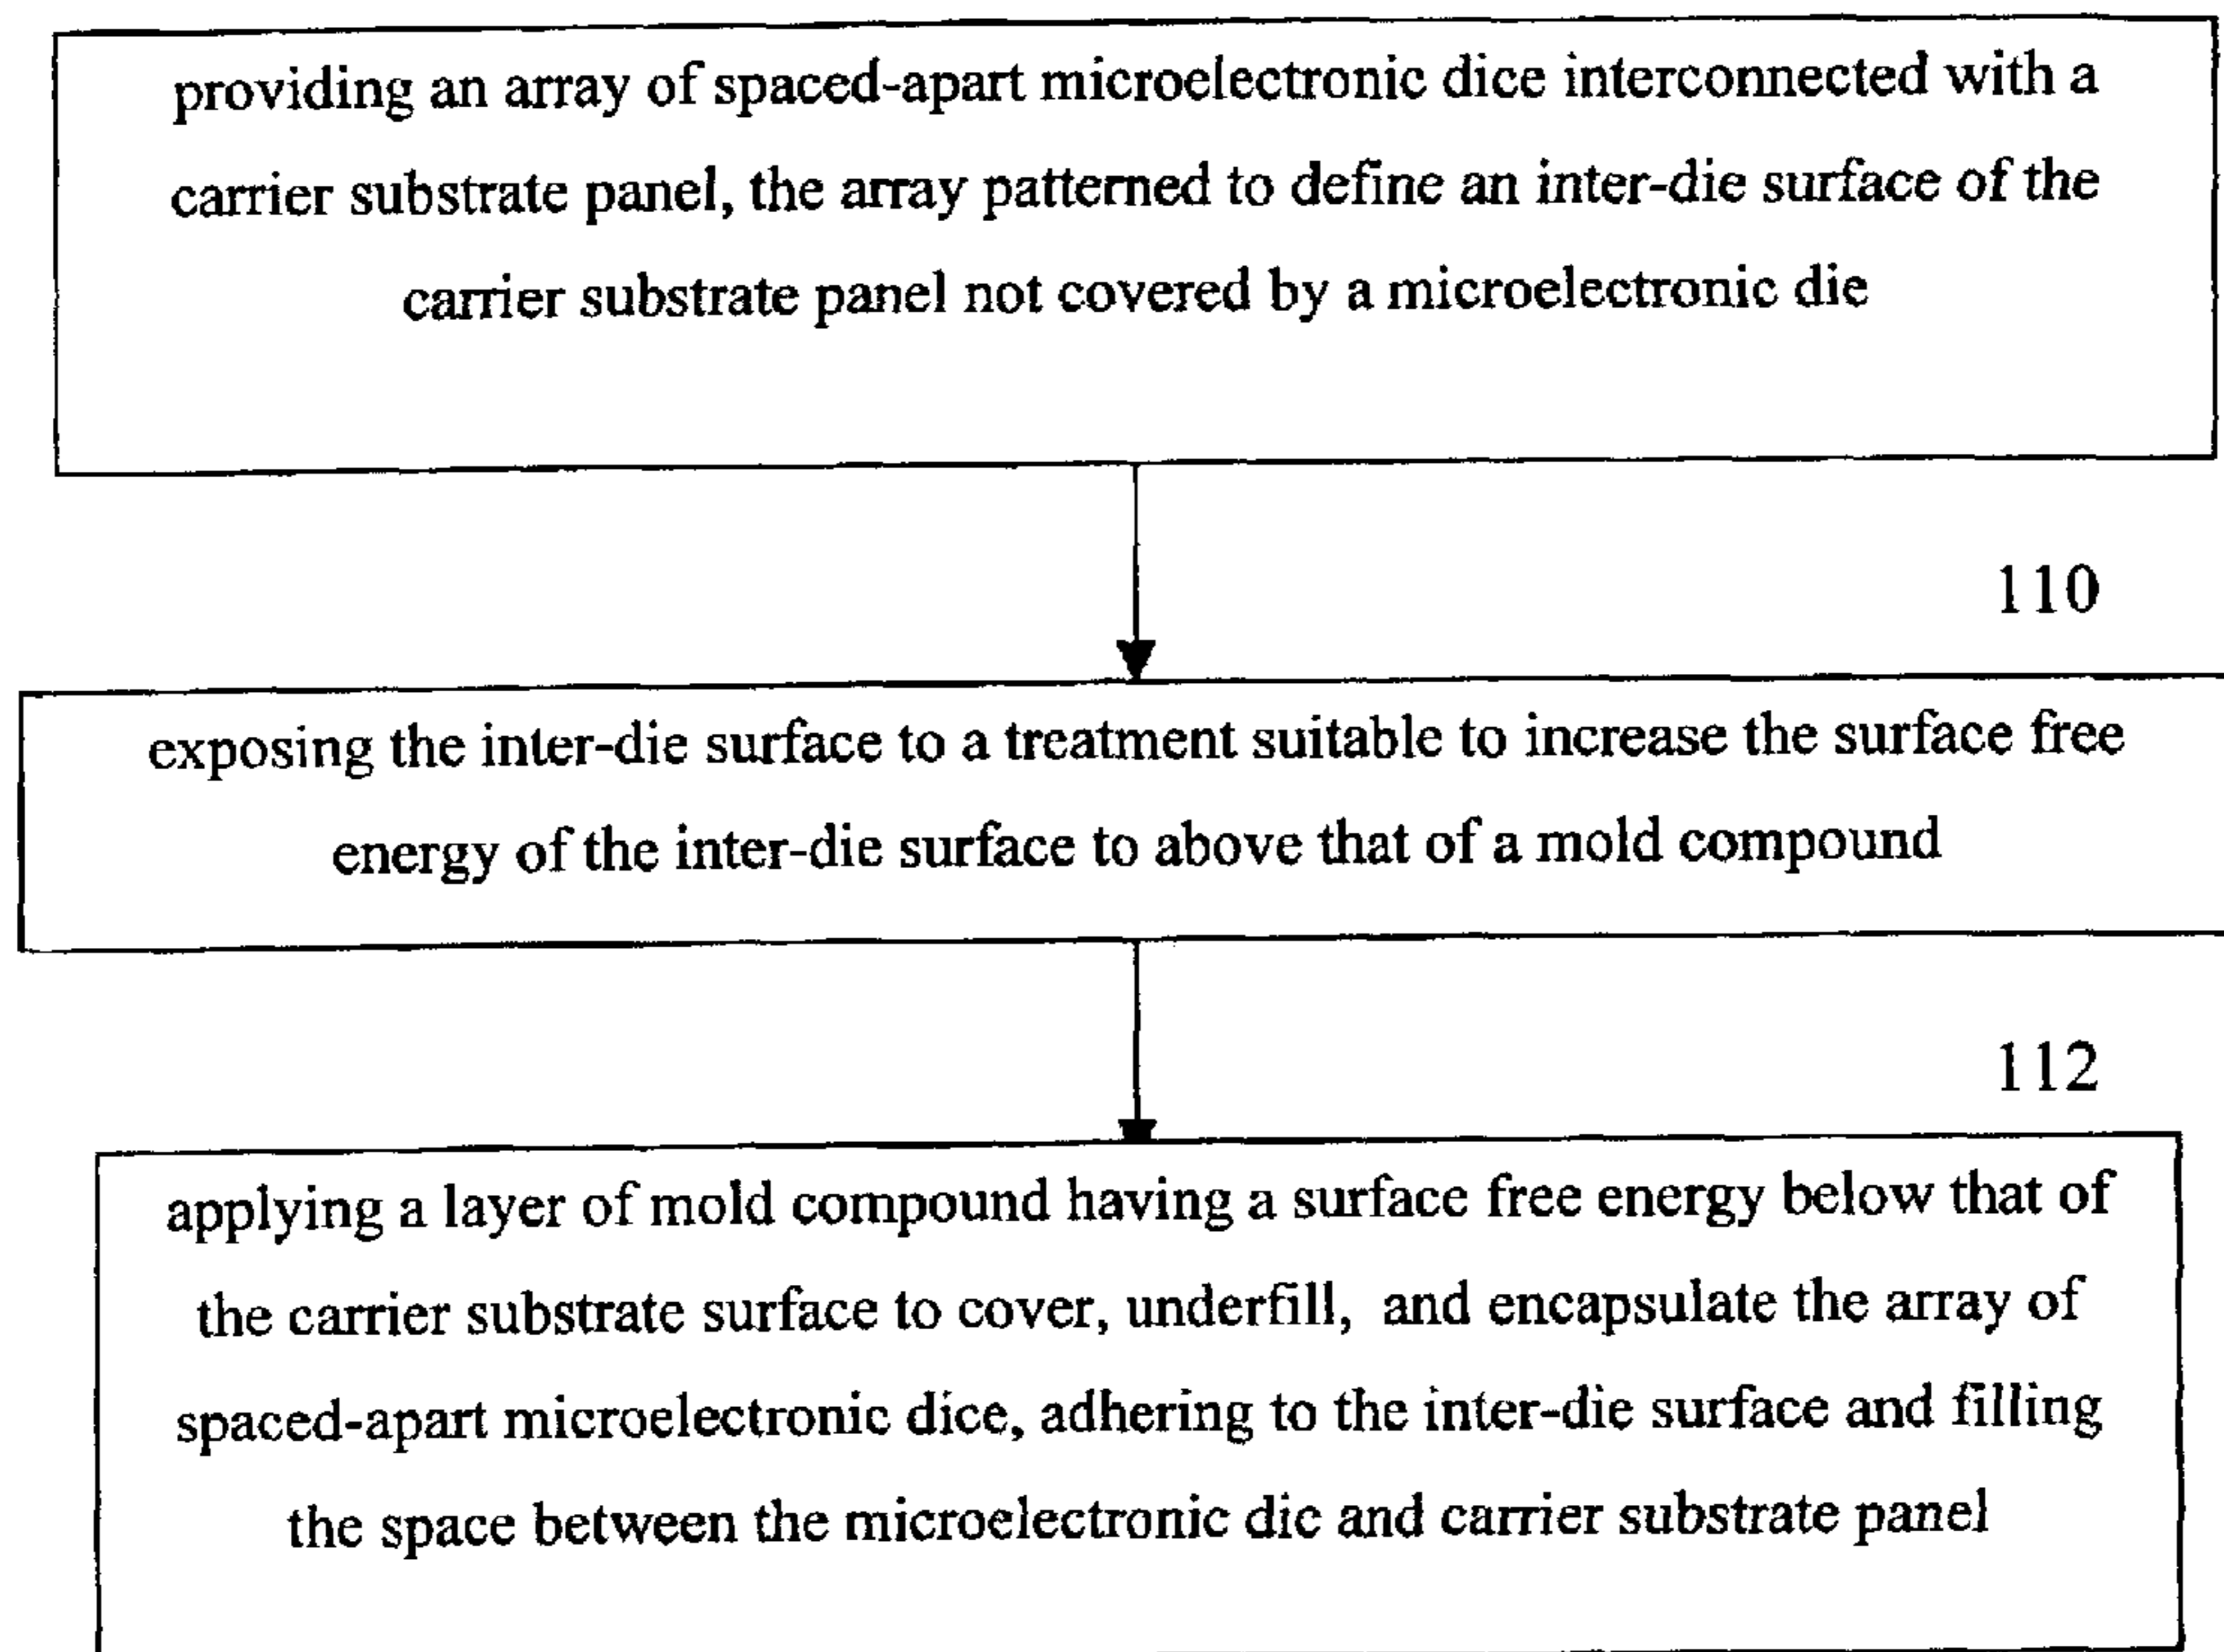 providing an array of spaced-apart microelectronic dice interconnected with a
carrier substrate panel, the array patterned to define an inter-die surface of the
carrier substrate panel not covered by a microelectronic die
110
exposing the inter-die surface to a treatment suitable to increase the surface free
energy of the inter-die surface to above that of a mold compound
112
applying a layer of mold compound having a surface free energy below that of
the carrier substrate surface to cover, underfill, and encapsulate the array of
spaced-apart microelectronic dice, adhering to the inter-die surface and filling
the space between the microelectronic die and carrier substrate panel